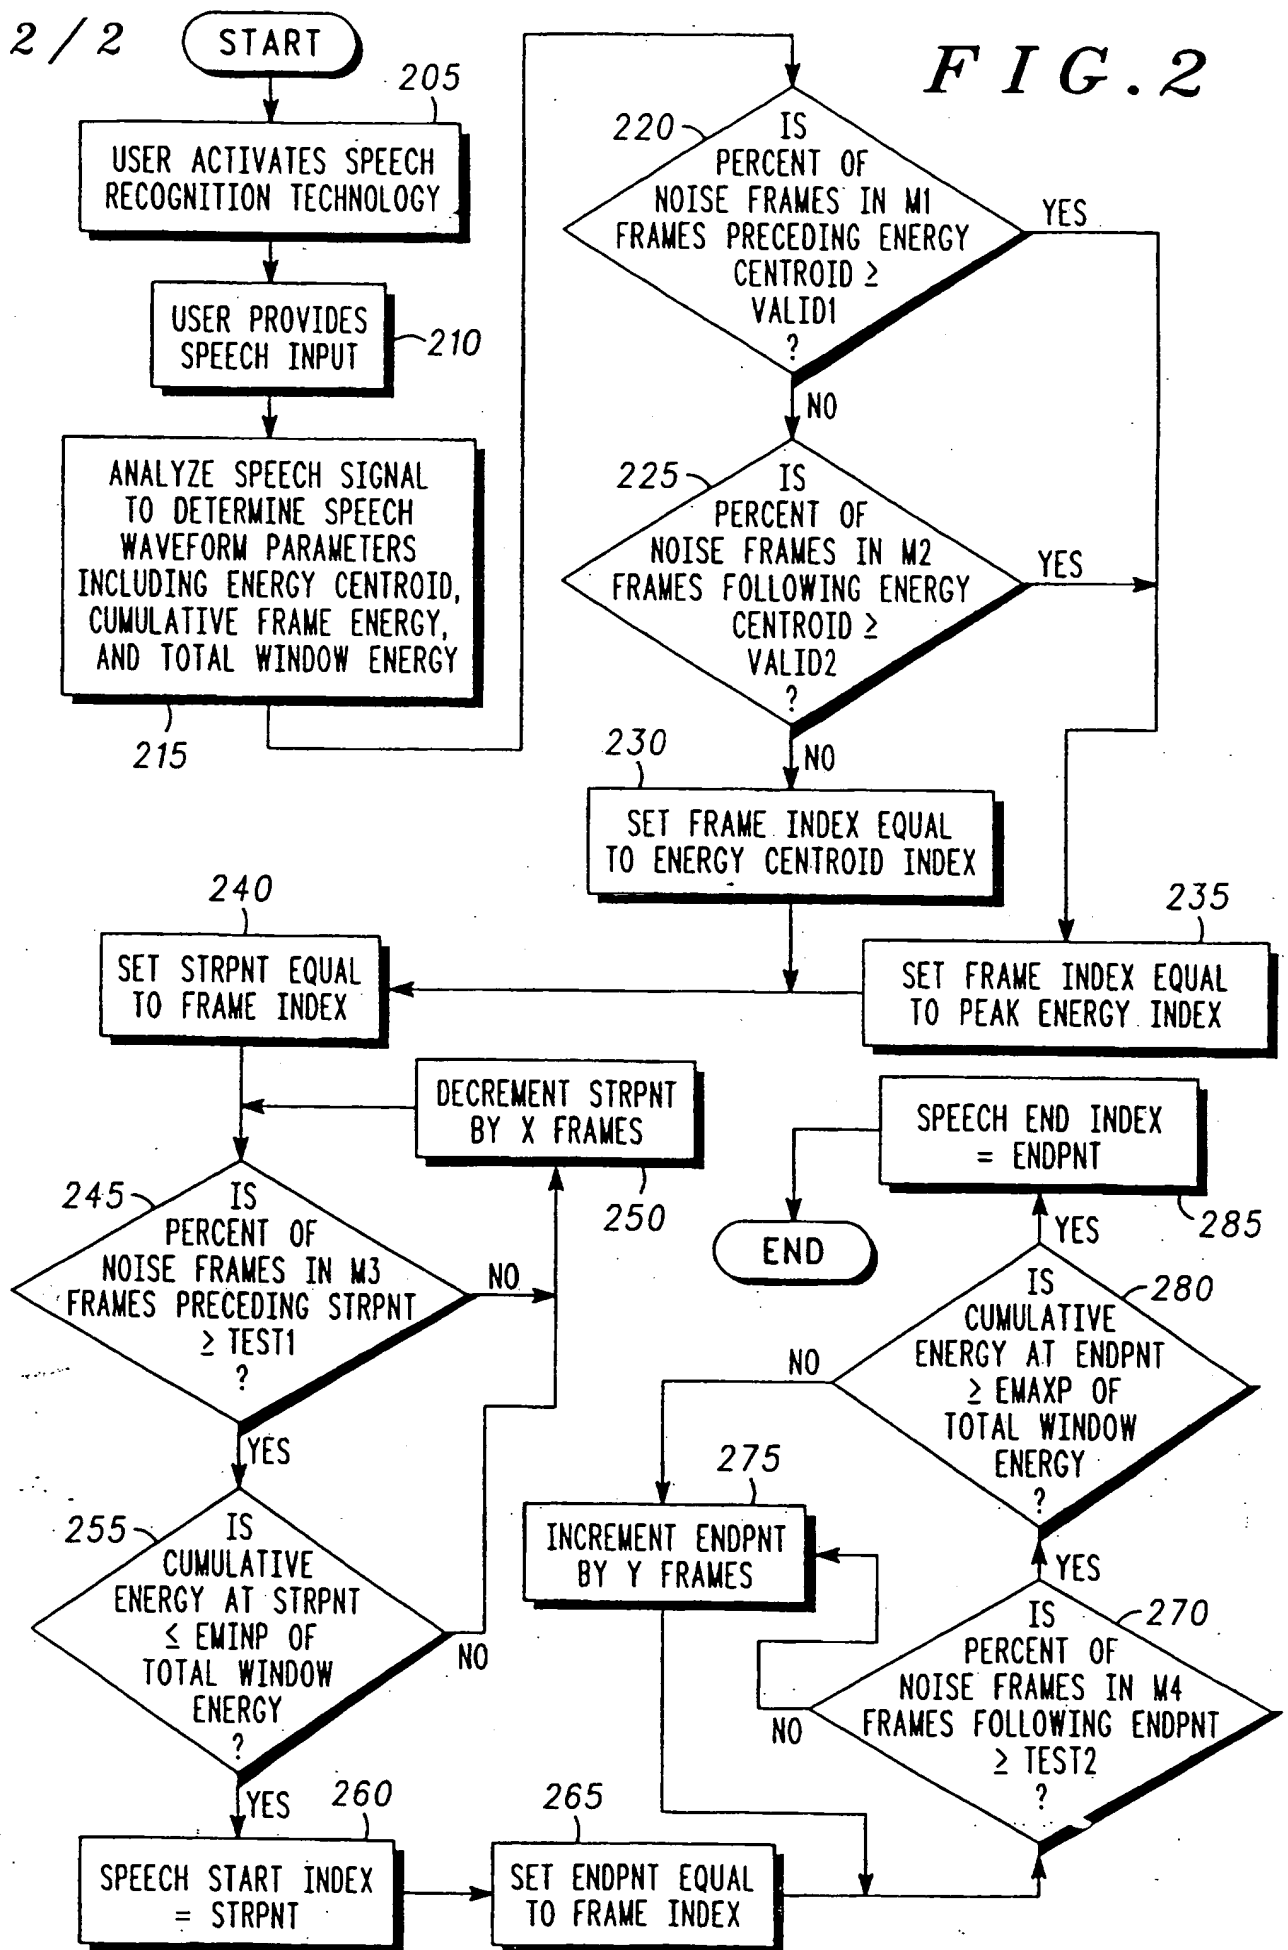 2/2
START
FIG.2
205
USER ACTIVATES SPEECH
RECOGNITION TECHNOLOGY
USER PROVIDES
SPEECH INPUT
210
ANALYZE SPEECH SIGNAL
TO DETERMINE SPEECH
WAVEFORM PARAMETERS
INCLUDING ENERGY CENTROID,
CUMULATIVE FRAME ENERGY,
AND TOTAL WINDOW ENERGY
215
220
IS
PERCENT OF
NOISE FRAMES IN M1
FRAMES PRECEDING ENERGY
CENTROID ≥
VALID1
?
YES
NO
225
IS
PERCENT OF
NOISE FRAMES IN M2
FRAMES FOLLOWING ENERGY
CENTROID ≥
VALID2
?
YES
NO
230
SET FRAME INDEX EQUAL
TO ENERGY CENTROID INDEX
235
SET FRAME INDEX EQUAL
TO PEAK ENERGY INDEX
240
SET STRPNT EQUAL
TO FRAME INDEX
DECREMENT STRPNT
BY X FRAMES
250
245
IS
PERCENT OF
NOISE FRAMES IN M3
FRAMES PRECEDING STRPNT
≥ TEST1
?
NO
YES
255
IS
CUMULATIVE
ENERGY AT STRPNT
≤ EMINP OF
TOTAL WINDOW
ENERGY
?
NO
YES
260
SPEECH START INDEX
= STRPNT
265
SET ENDPNT EQUAL
TO FRAME INDEX
270
IS
PERCENT OF
NOISE FRAMES IN M4
FRAMES FOLLOWING ENDPNT
≥ TEST2
?
NO
YES
275
INCREMENT ENDPNT
BY Y FRAMES
280
IS
CUMULATIVE
ENERGY AT ENDPNT
≥ EMAXP OF
TOTAL WINDOW
ENERGY
?
NO
YES
SPEECH END INDEX
= ENDPNT
285
END